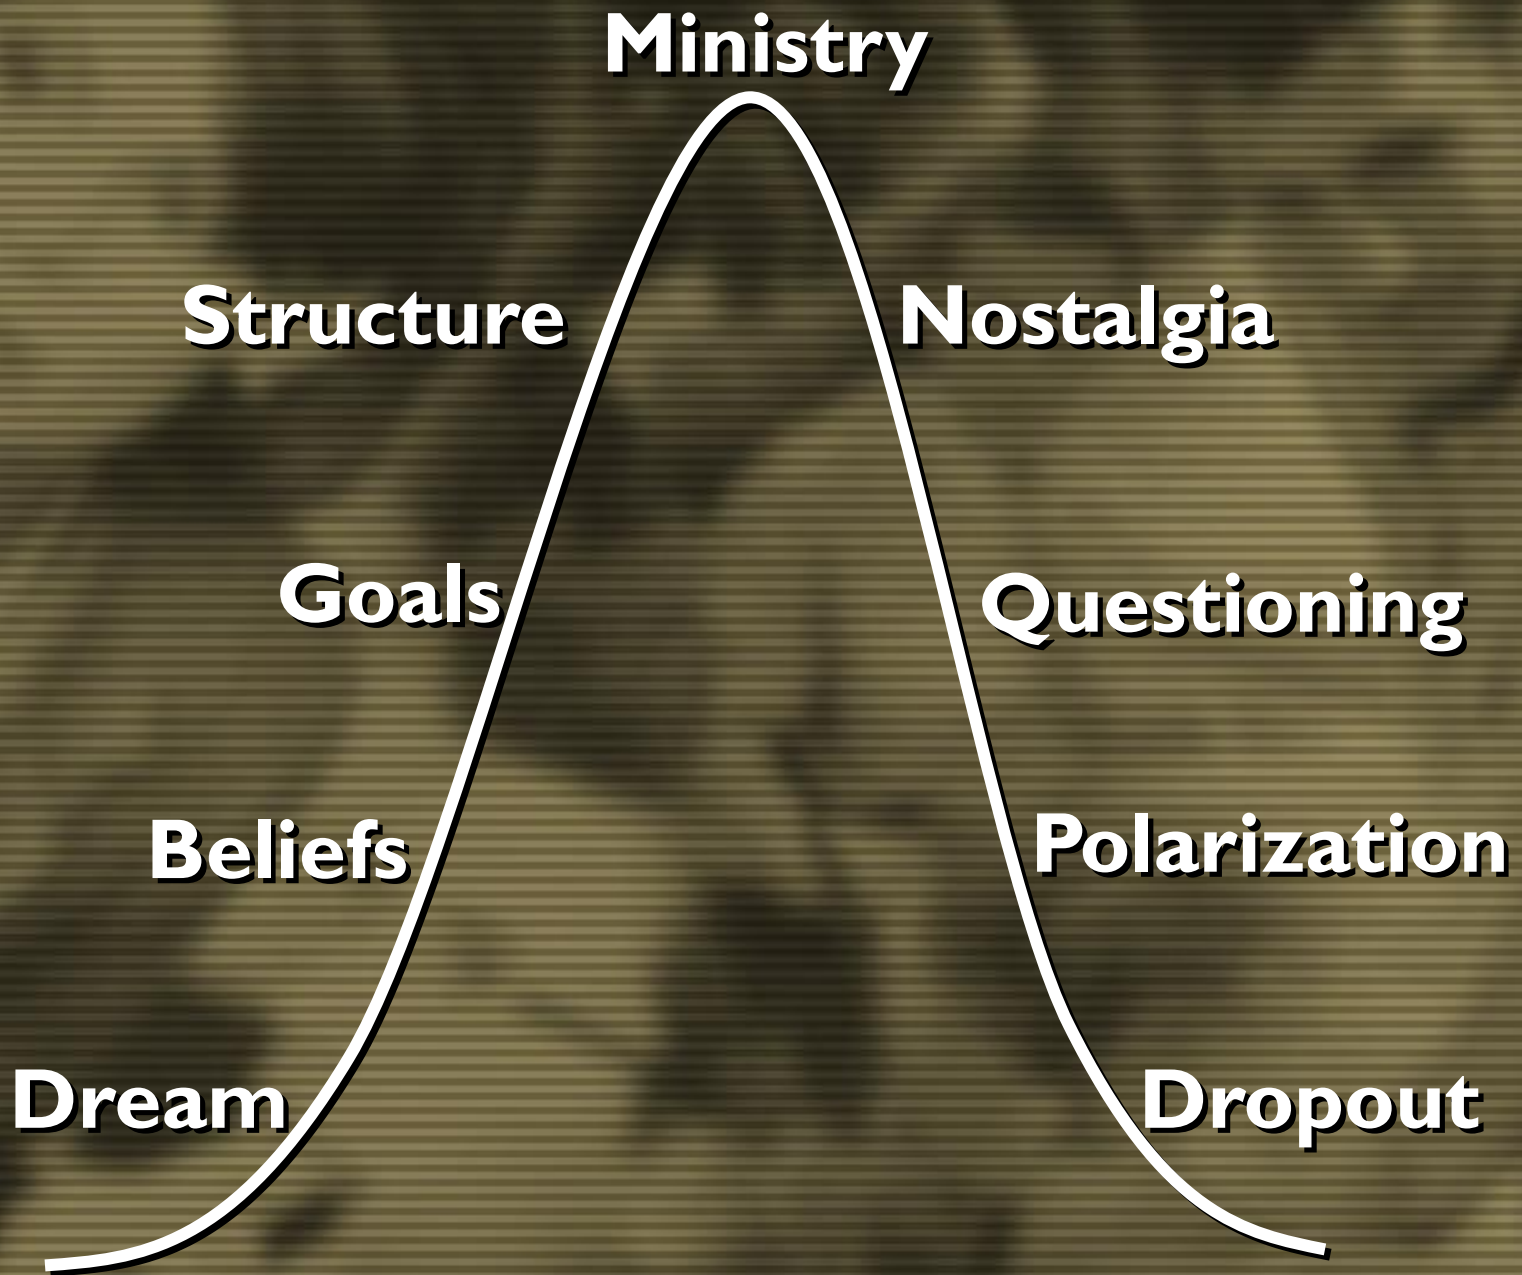 Ministry
Structure
Nostalgia
Goals
Questioning
Beliefs
Polarization
Dream
Dropout